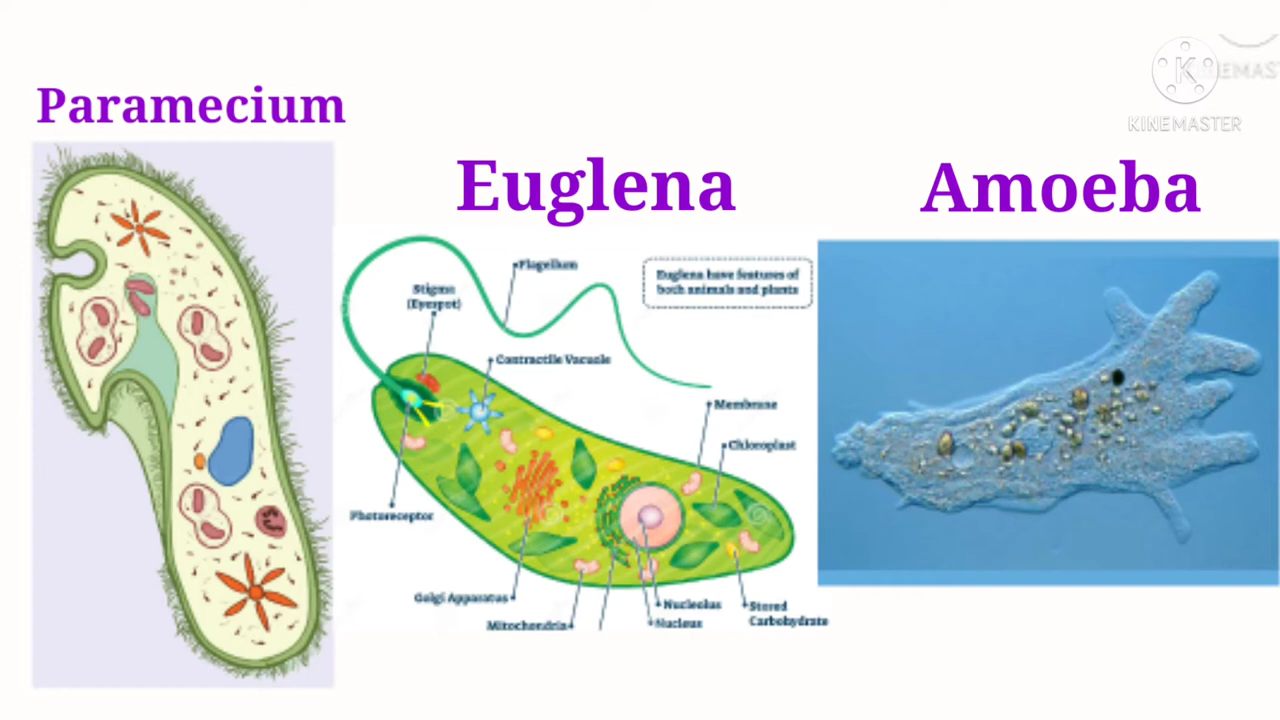 Paramecium
Euglena
Amoeba
KINEMASTER
Flagellum
Stigma
(Eyespot)
Euglena have features of
both animals and plants
Contractile Vacuole
Membrane
Chloroplast
Photoreceptor
Golgi Apparatus
Mitochondria
Nucleolus
Nucleus
Stored
Carbohydrate